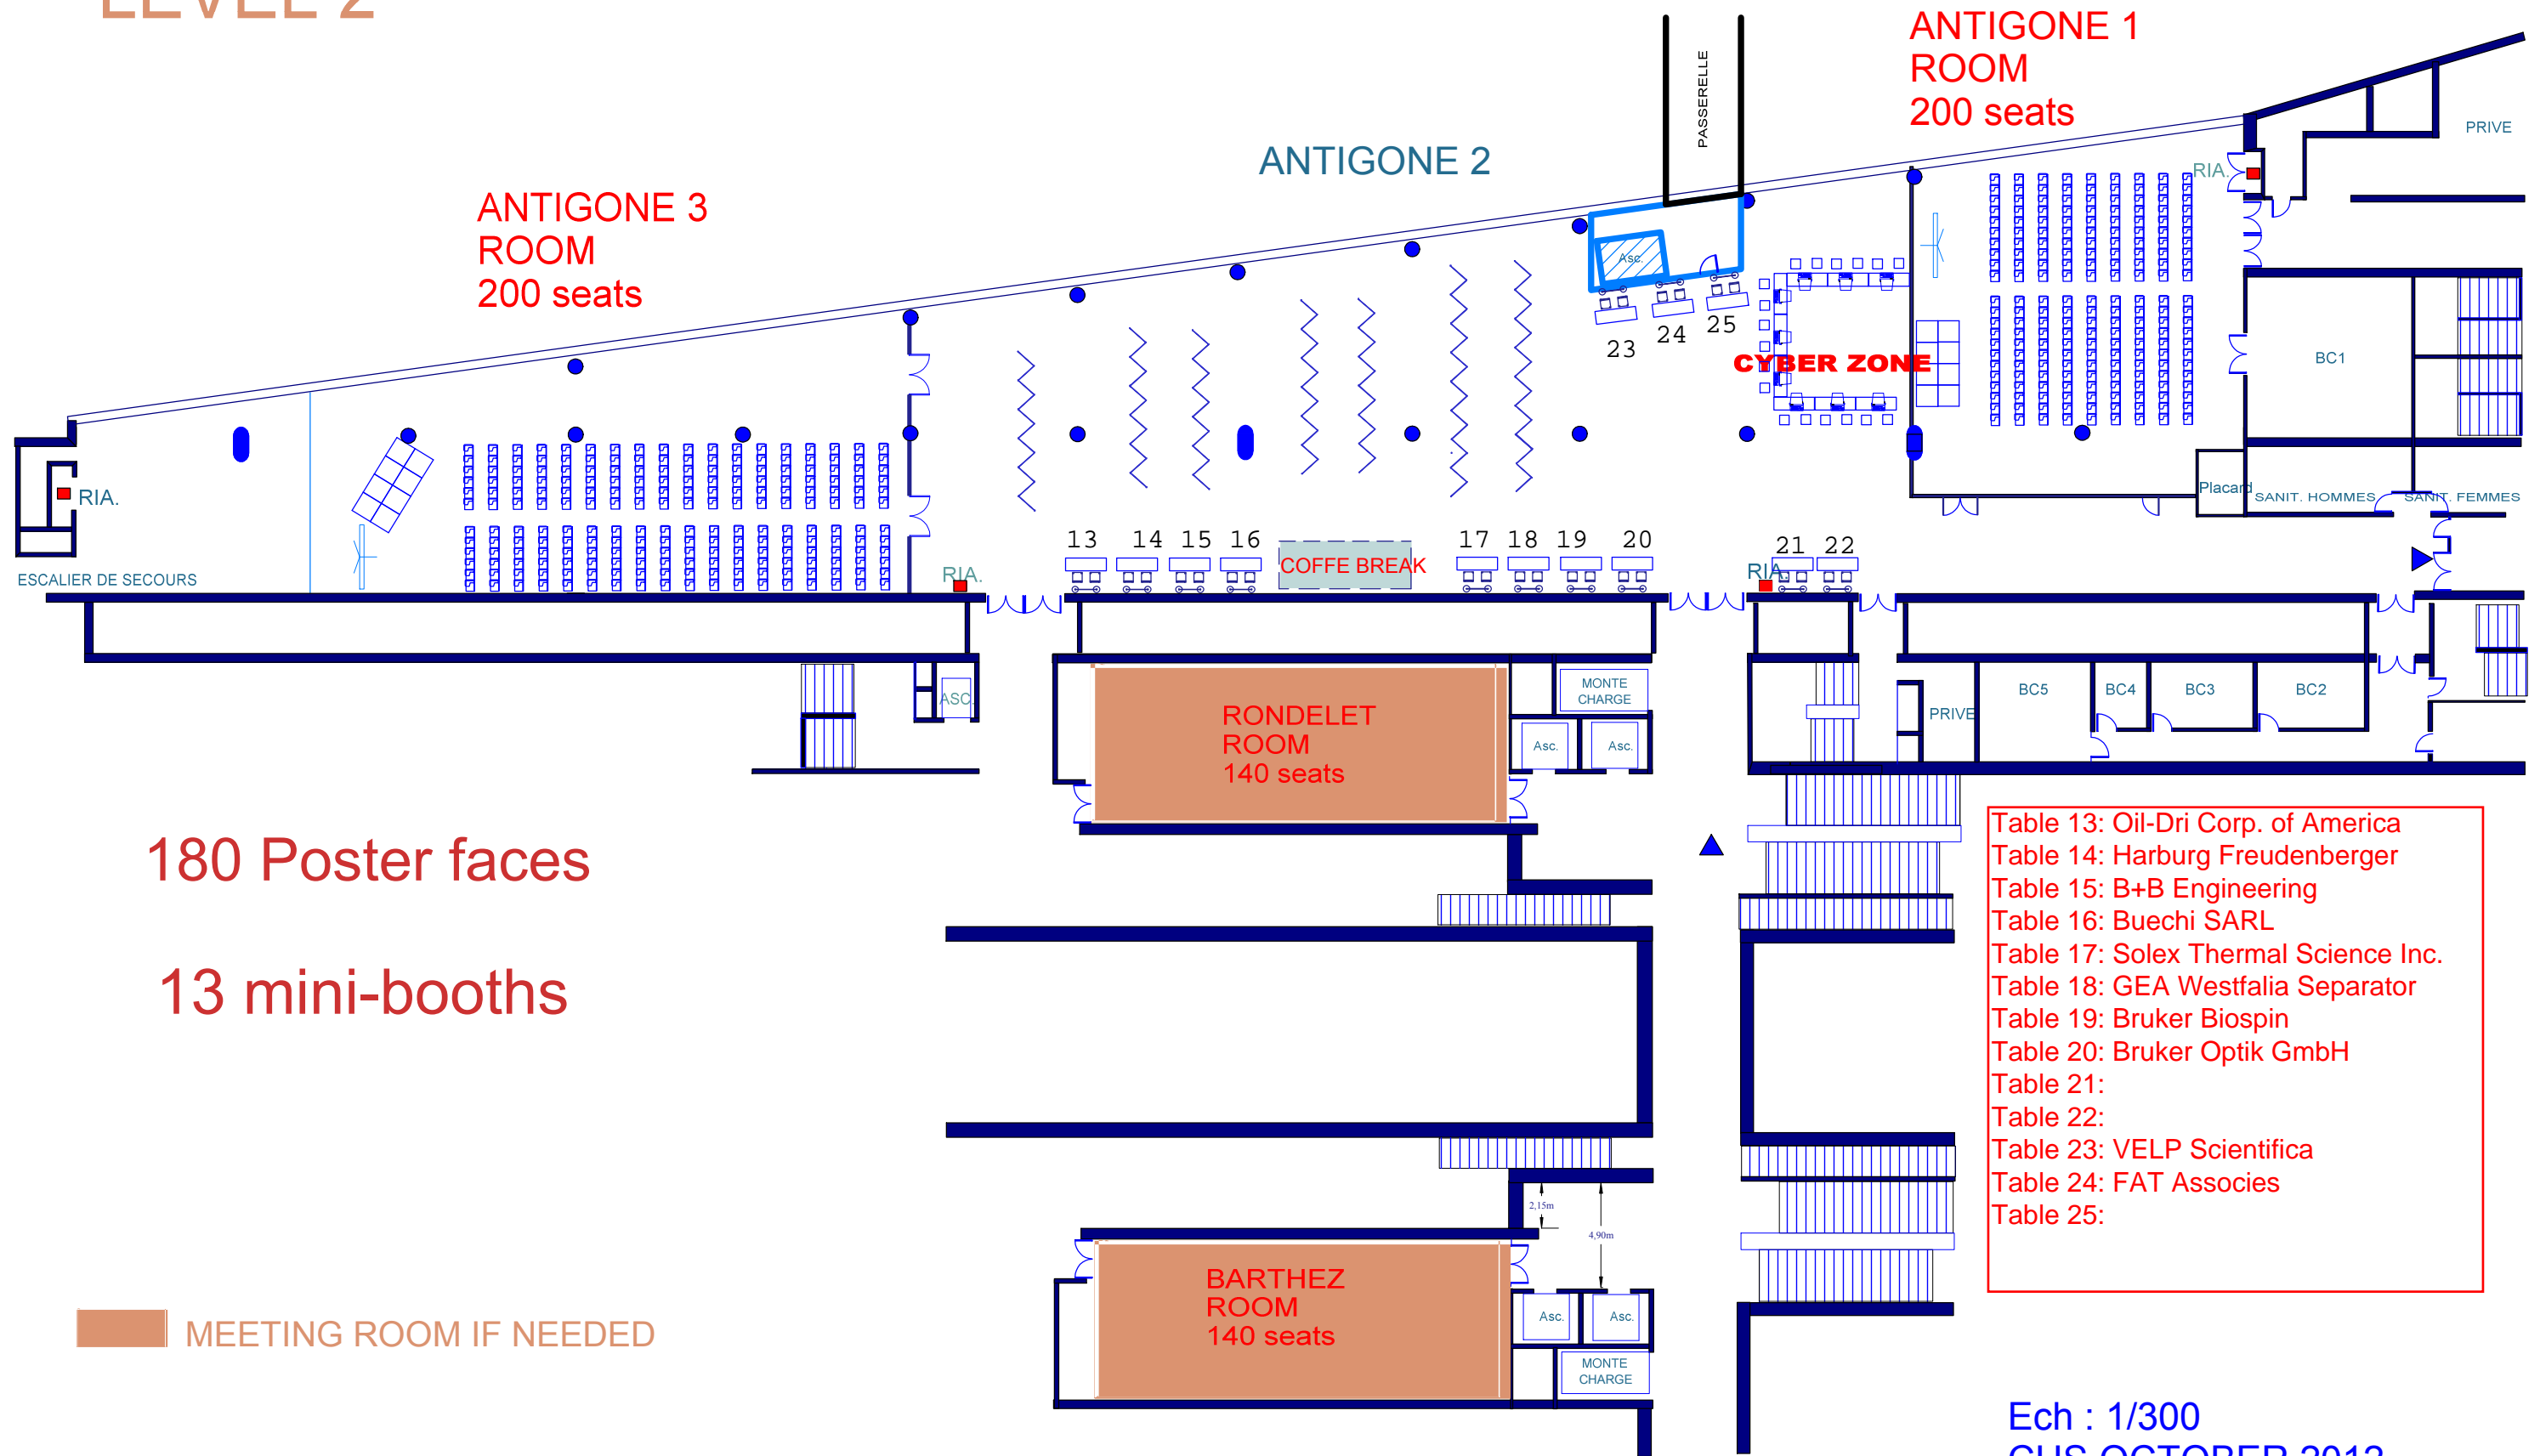 LEVEL 2
ANTIGONE 1
ROOM
200 seats
PASSERELLE
PRIVE
ANTIGONE 2
RIA.
ANTIGONE 3
ROOM
200 seats
Asc.
23
24
25
CYBER ZONE
BC1
RIA.
Placard
SANIT. HOMMES
SANIT. FEMMES
13
14
15
16
17
18
19
20
21
22
COFFE BREAK
ESCALIER DE SECOURS
RIA.
RIA.
ASC.
RONDELET
ROOM
140 seats
MONTE
CHARGE
Asc.
Asc.
PRIVE
BC5
BC4
BC3
BC2
180 Poster faces
13 mini-booths
Table 13: Oil-Dri Corp. of America
Table 14: Harburg Freudenberger
Table 15: B+B Engineering
Table 16: Buechi SARL
Table 17: Solex Thermal Science Inc.
Table 18: GEA Westfalia Separator
Table 19: Bruker Biospin
Table 20: Bruker Optik GmbH
Table 21:
Table 22:
Table 23: VELP Scientifica
Table 24: FAT Associes
Table 25:
2,15m
4,90m
BARTHEZ
ROOM
140 seats
Asc.
Asc.
MONTE
CHARGE
MEETING ROOM IF NEEDED
Ech : 1/300
OCTOBER 2012